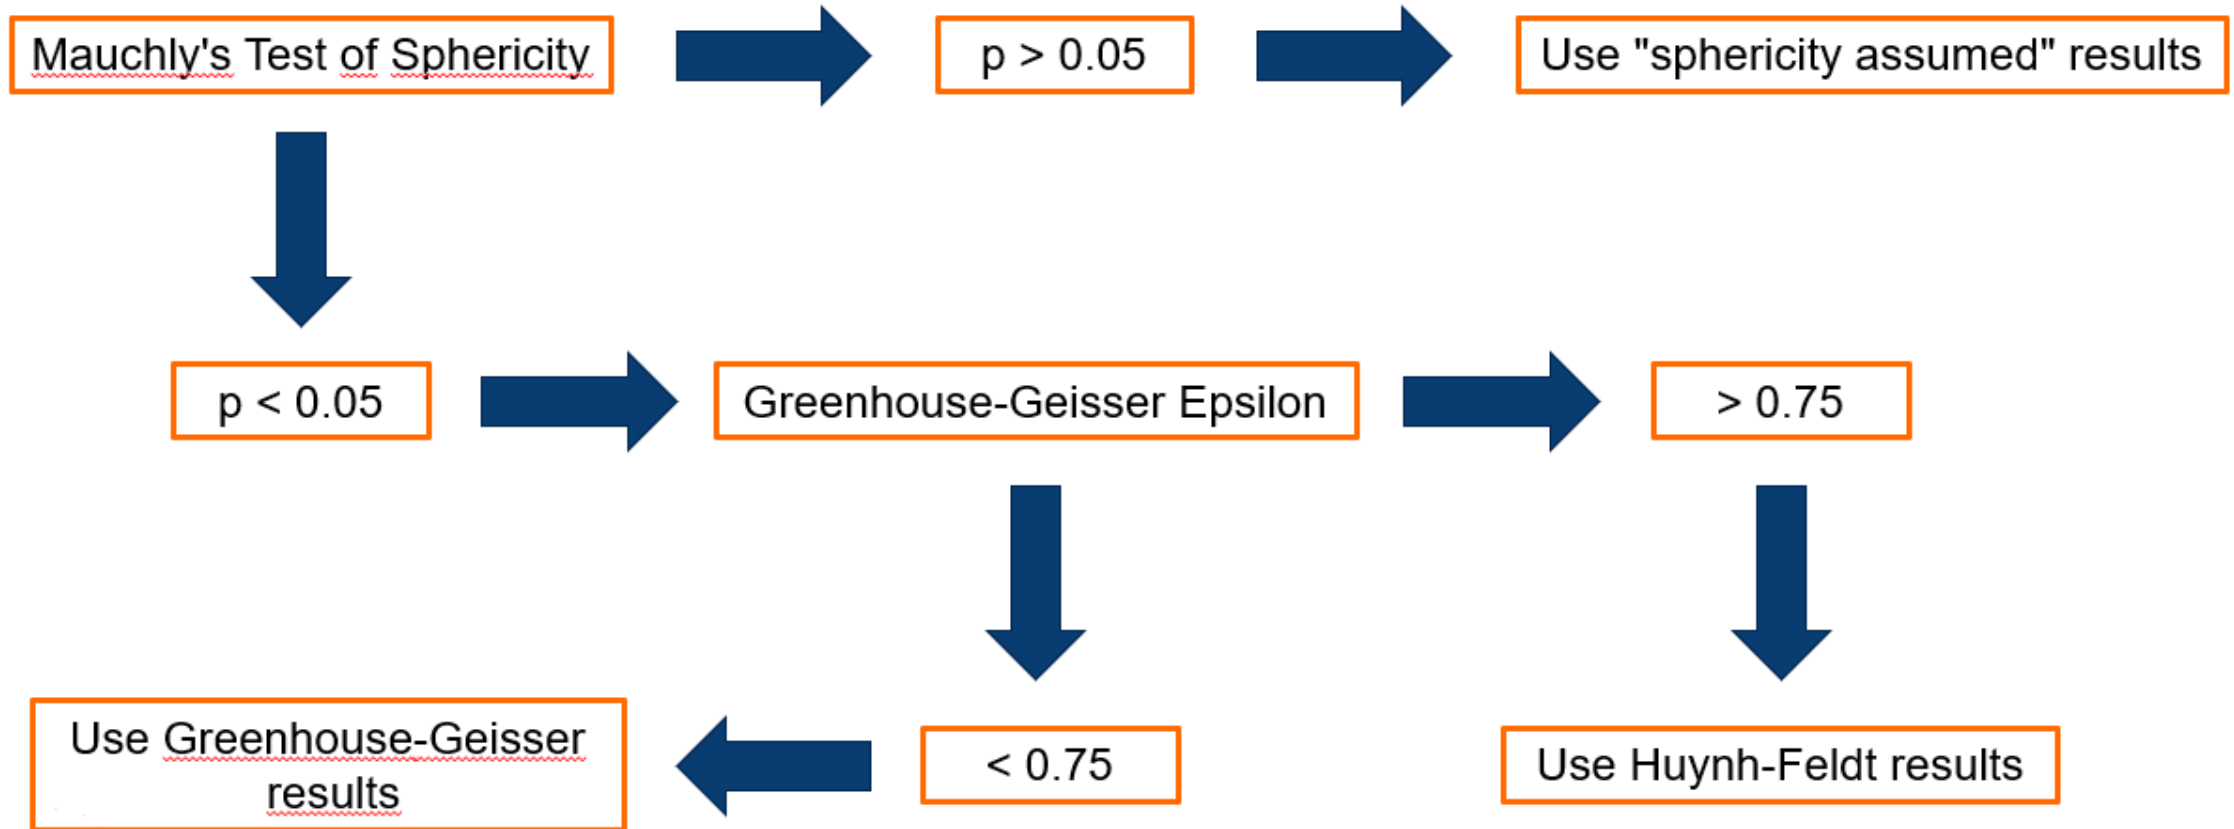 Mauchly's Test of Sphericity
p > 0.05
Use "sphericity assumed" results
p < 0.05
Greenhouse-Geisser Epsilon
> 0.75
Use Greenhouse-Geisser
results
< 0.75
Use Huynh-Feldt results